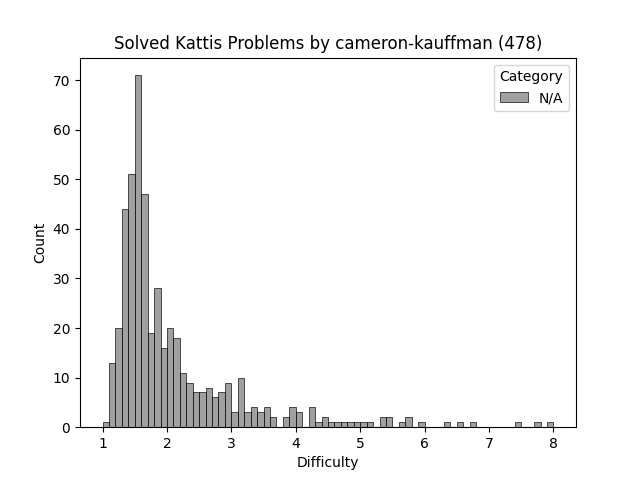 Solved Kattis Problems by cameron-kauffman (478)
Category
N/A
70
60
50
40
30
20
10
0
Count
1 2 3 4 5 6 7 8
Difficulty